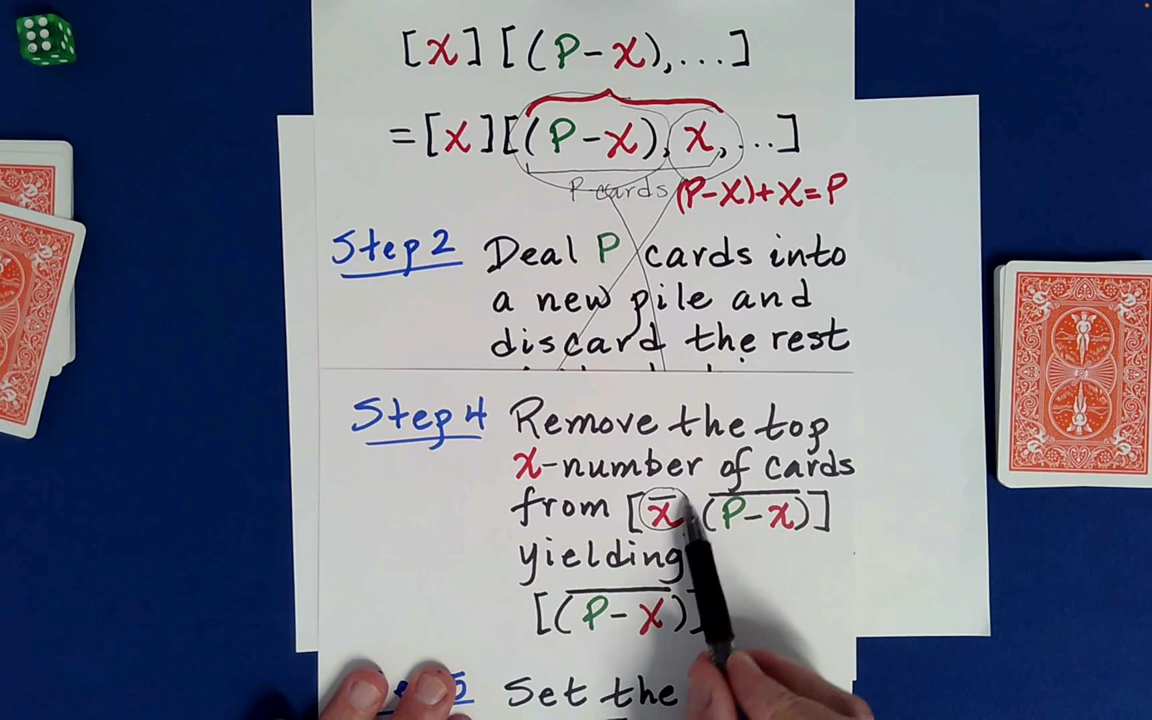 [x] [(P-x),...]
=[x][(P-x), x,...]
P cards (P-x)+x=P
Step 2 Deal P cards into
a new pile and
discard the rest
Step 4 Remove the top
x-number of cards
from [x̅ (P-x)̅]
yielding
[(P-x)̅]
5 Set the